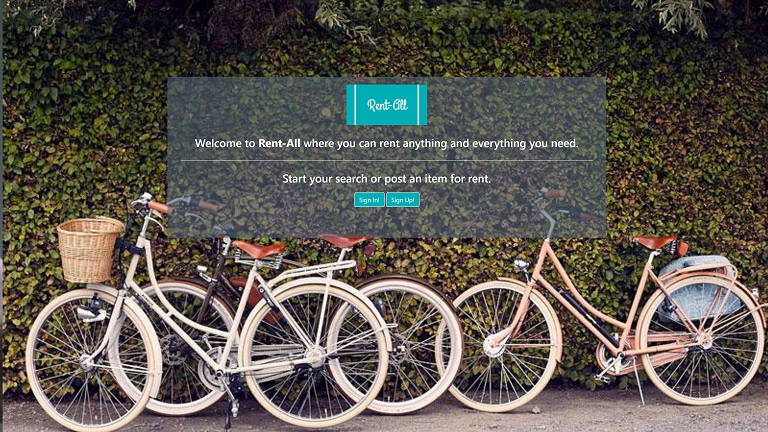 Rent-All
Welcome to Rent-All where you can rent anything and everything you need.
Start your search or post an item for rent.
Sign In! Sign Up!